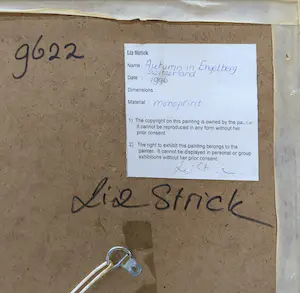 9622
Liz Strick
Name: Autumn in Engelberg
Switzerland
Date: 1996
Dimensions
Material: monoprint
1) The copyright on this painting is owned by the painter
it cannot be reproduced in any form without her
prior consent.
2) The right to exhibit this painting belongs to the
painter. It cannot be displayed in personal or group
exhibitions without her prior consent.
Liz Strick